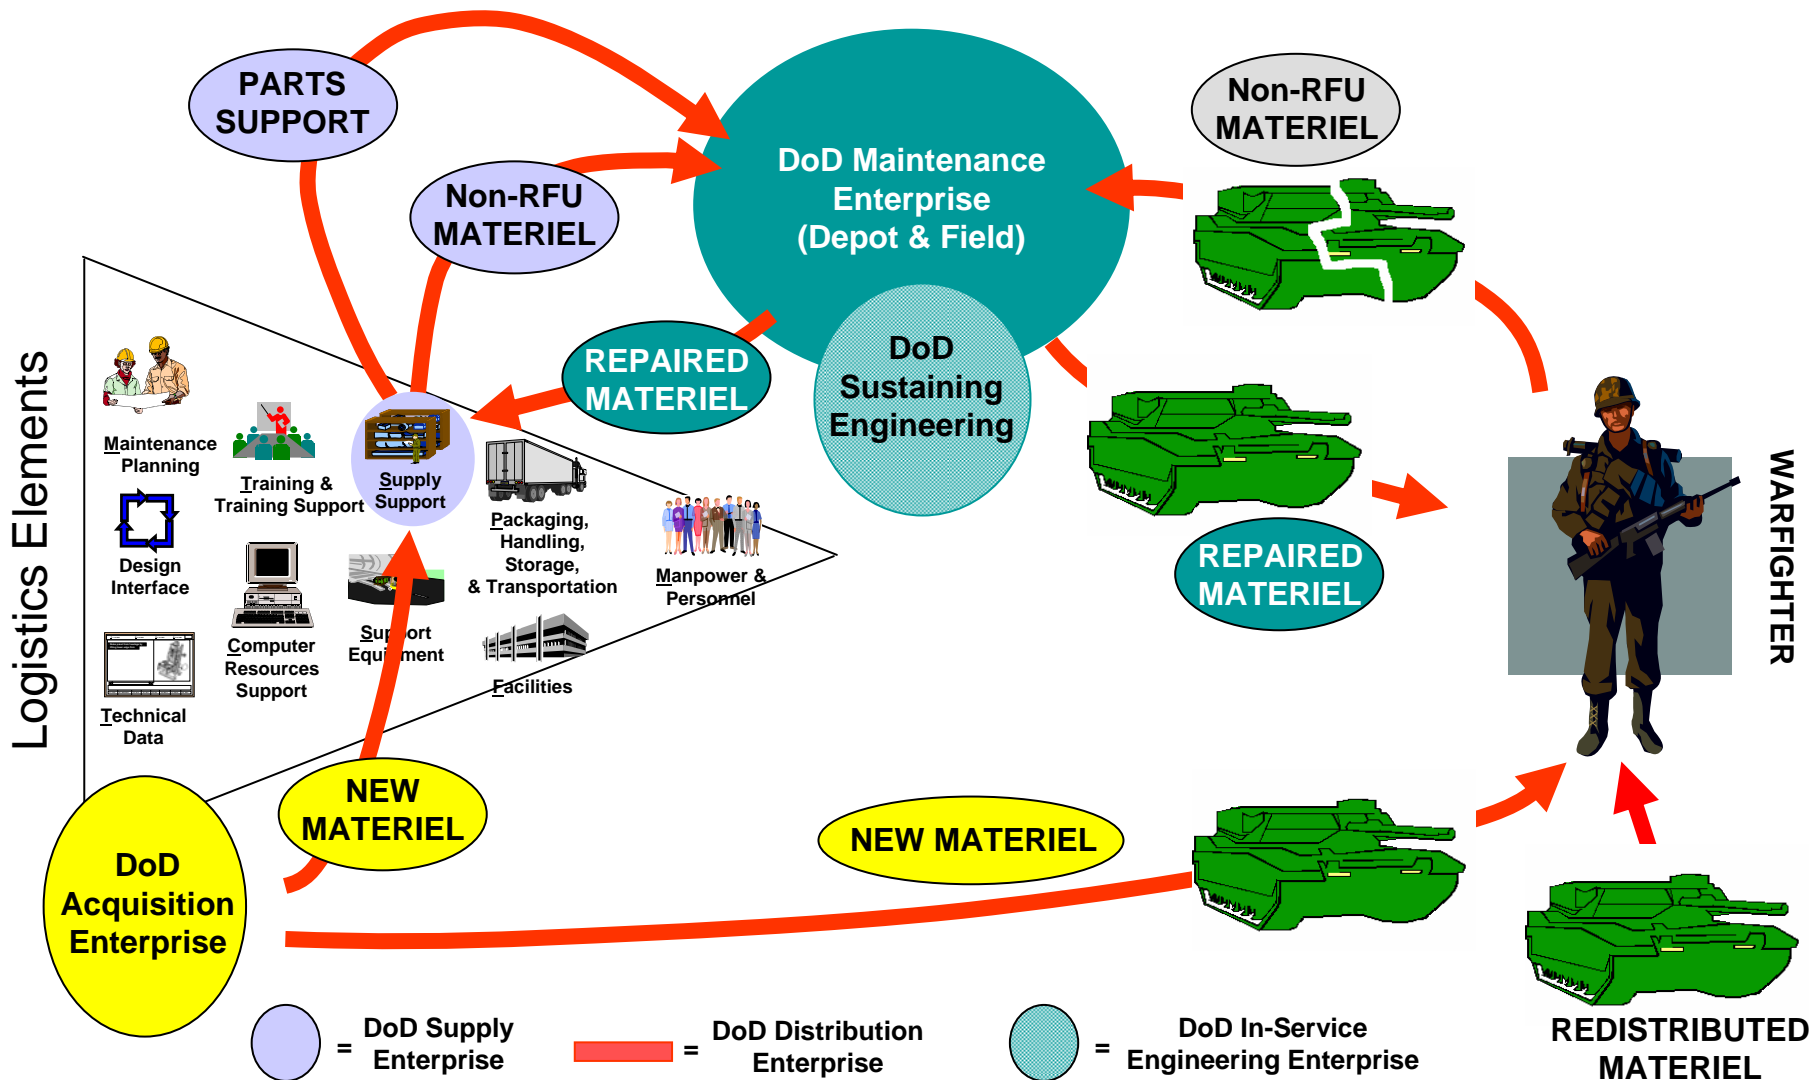 PARTS
SUPPORT
Non-RFU
MATERIEL
DoD Maintenance
Enterprise
(Depot & Field)
Non-RFU
MATERIEL
REPAIRED
MATERIEL
DoD
Sustaining
Engineering
REPAIRED
MATERIEL
WARFIGHTER
Logistics Elements
Maintenance
Planning
Training &
Training Support
Supply
Support
Packaging,
Handling,
Storage,
& Transportation
Manpower &
Personnel
Design
Interface
Computer
Resources
Support
Support
Equipment
Facilities
Technical
Data
NEW
MATERIEL
NEW MATERIEL
DoD
Acquisition
Enterprise
REDISTRIBUTED
MATERIEL
= DoD Supply
Enterprise
= DoD Distribution
Enterprise
= DoD In-Service
Engineering Enterprise